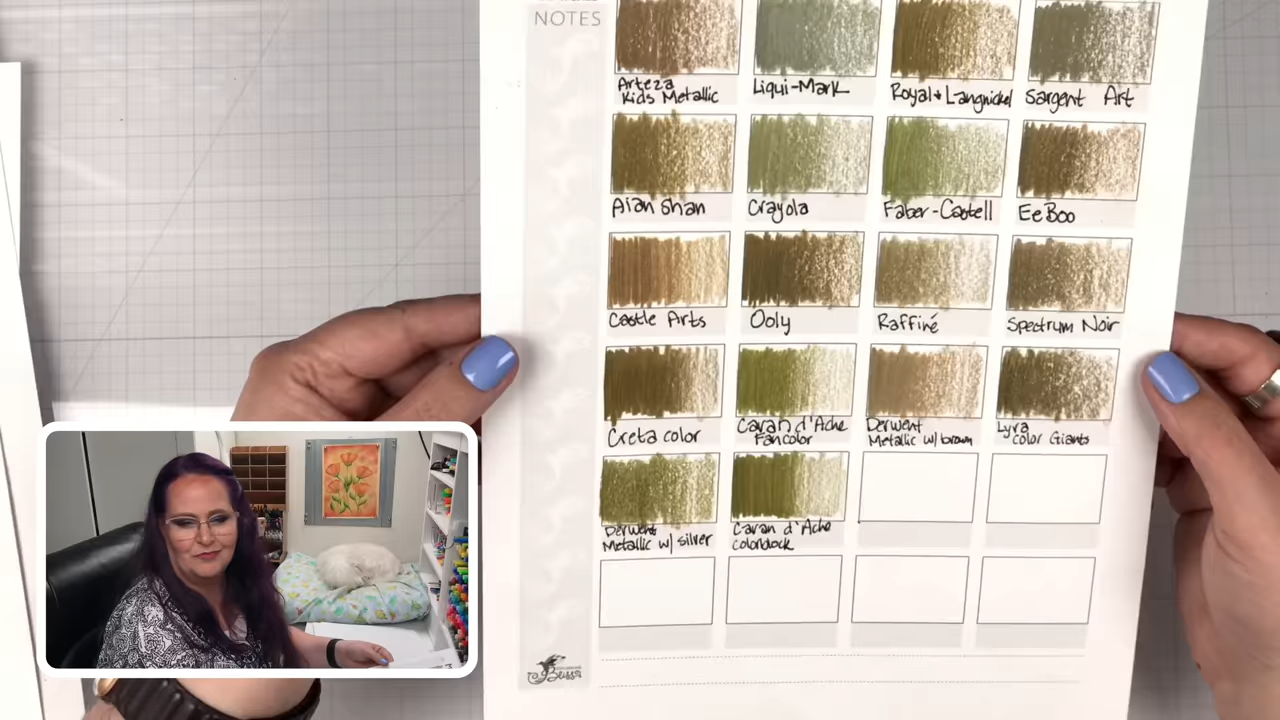 NOTES
Arteza
Kids Metallic
Liqui-Mark
Royal & Langnickel
Sargent Art
Aian Shan
Crayola
Faber-Castell
EeBoo
Castle Arts
Ooly
Raffiné
Spectrum Noir
Creta color
Caran d'Ache
Fancolor
Derwent
Metallic w/ brown
Lyra
color Giants
Derwent
Metallic w/ silver
Caran d'Ache
Colorblock